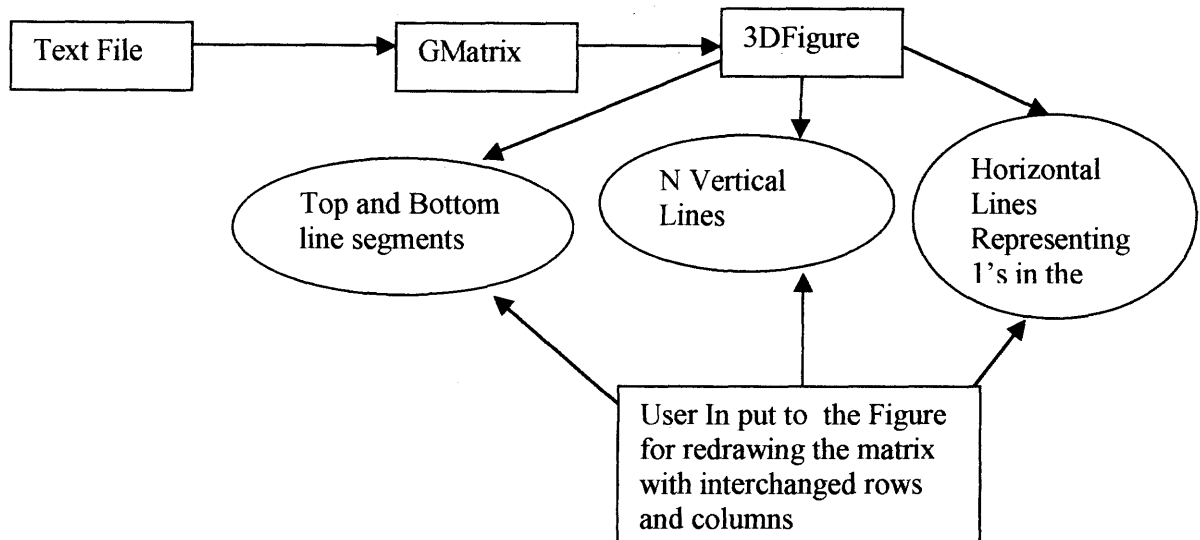 Text File
GMatrix
3DFigure
Top and Bottom
line segments
N Vertical
Lines
Horizontal
Lines
Representing
1’s in the
User In put to the Figure
for redrawing the matrix
with interchanged rows
and columns